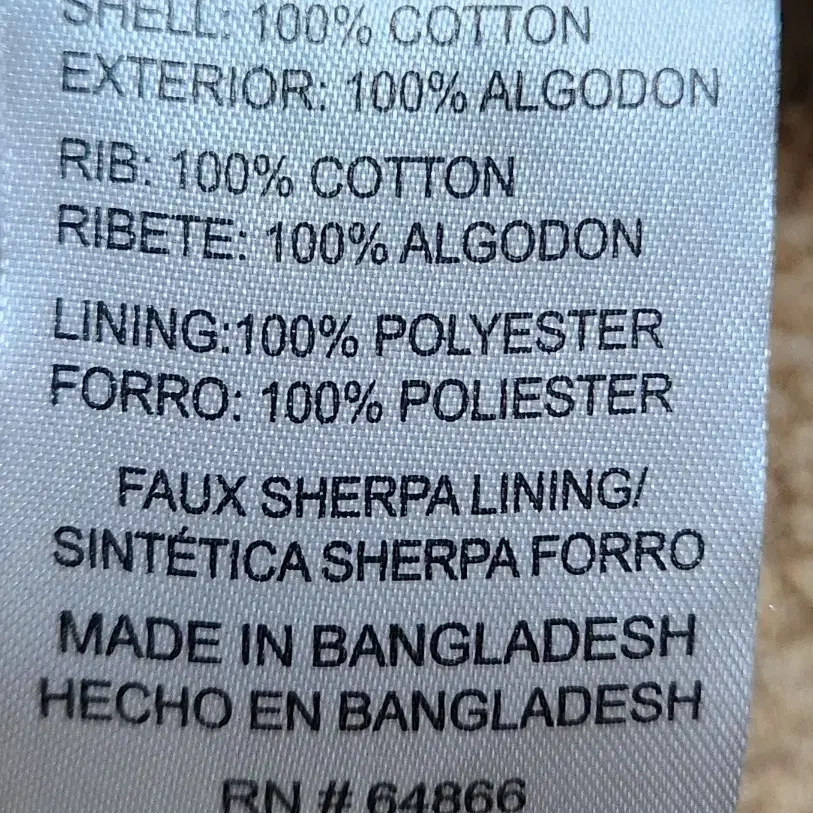 SHELL: 100% COTTON
EXTERIOR: 100% ALGODON
RIB: 100% COTTON
RIBETE: 100% ALGODON
LINING:100% POLYESTER
FORRO: 100% POLIESTER
FAUX SHERPA LINING/
SINTÉTICA SHERPA FORRO
MADE IN BANGLADESH
HECHO EN BANGLADESH
RN # 64866